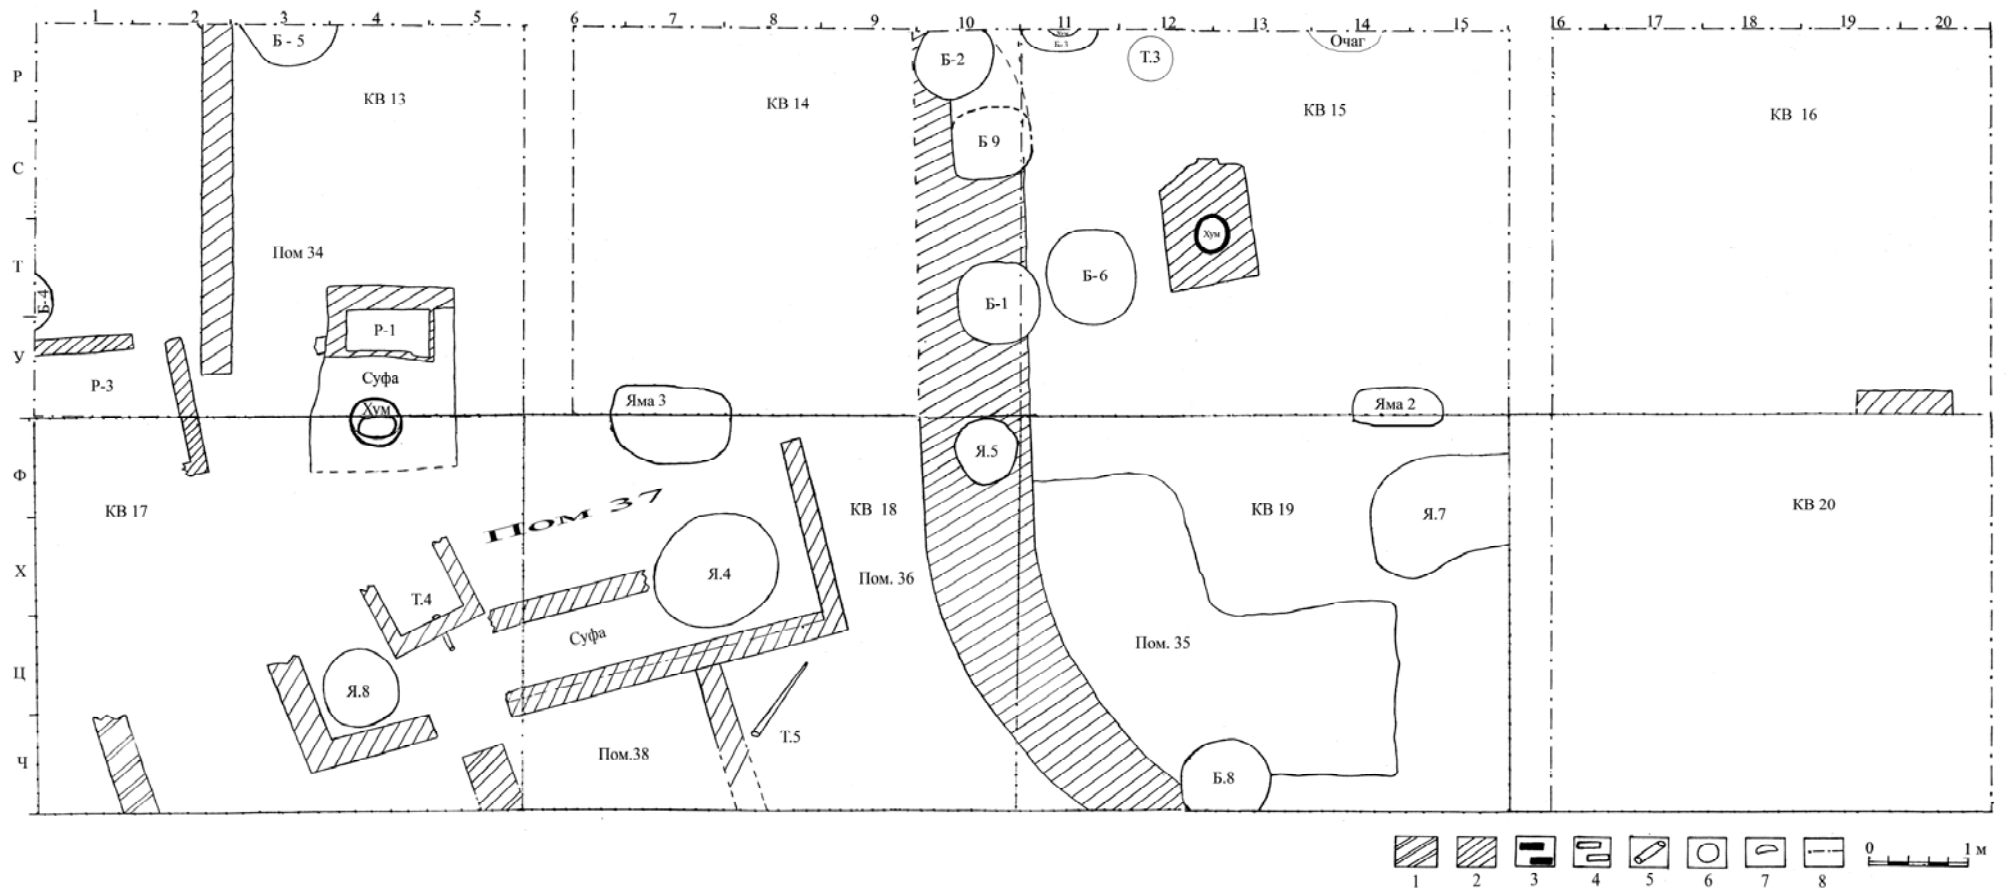 1 2 3 4 5 6 7 8 9 10 11 12 13 14 15 16 17 18 19 20
Б - 5
Б-2
Хум
Б-3
Т.3
Очаг
Р
КВ 13
КВ 14
КВ 15
КВ 16
С
Б 9
Т
Пом 34
Хум
Б-4
Б-1
Б-6
У
Р-1
Р-3
Суфа
Хум
Яма 3
Яма 2
Ф
Я.5
КВ 17
Пом 37
КВ 18
КВ 19
Я.7
КВ 20
Х
Т.4
Я.4
Пом. 36
Суфа
Пом. 35
Ц
Я.8
Т.5
Ч
Пом.38
Б.8
0 1 м
1 2 3 4 5 6 7 8